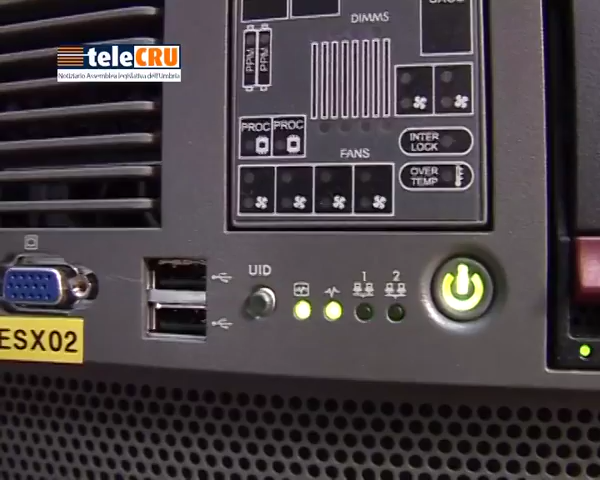 teleCRU
Notiziario Assemblea legislativa dell'Umbria
DIMMS
PPM
PPM
PROC
PROC
FANS
INTER
LOCK
OVER
TEMP
UID
1
2
ESX02